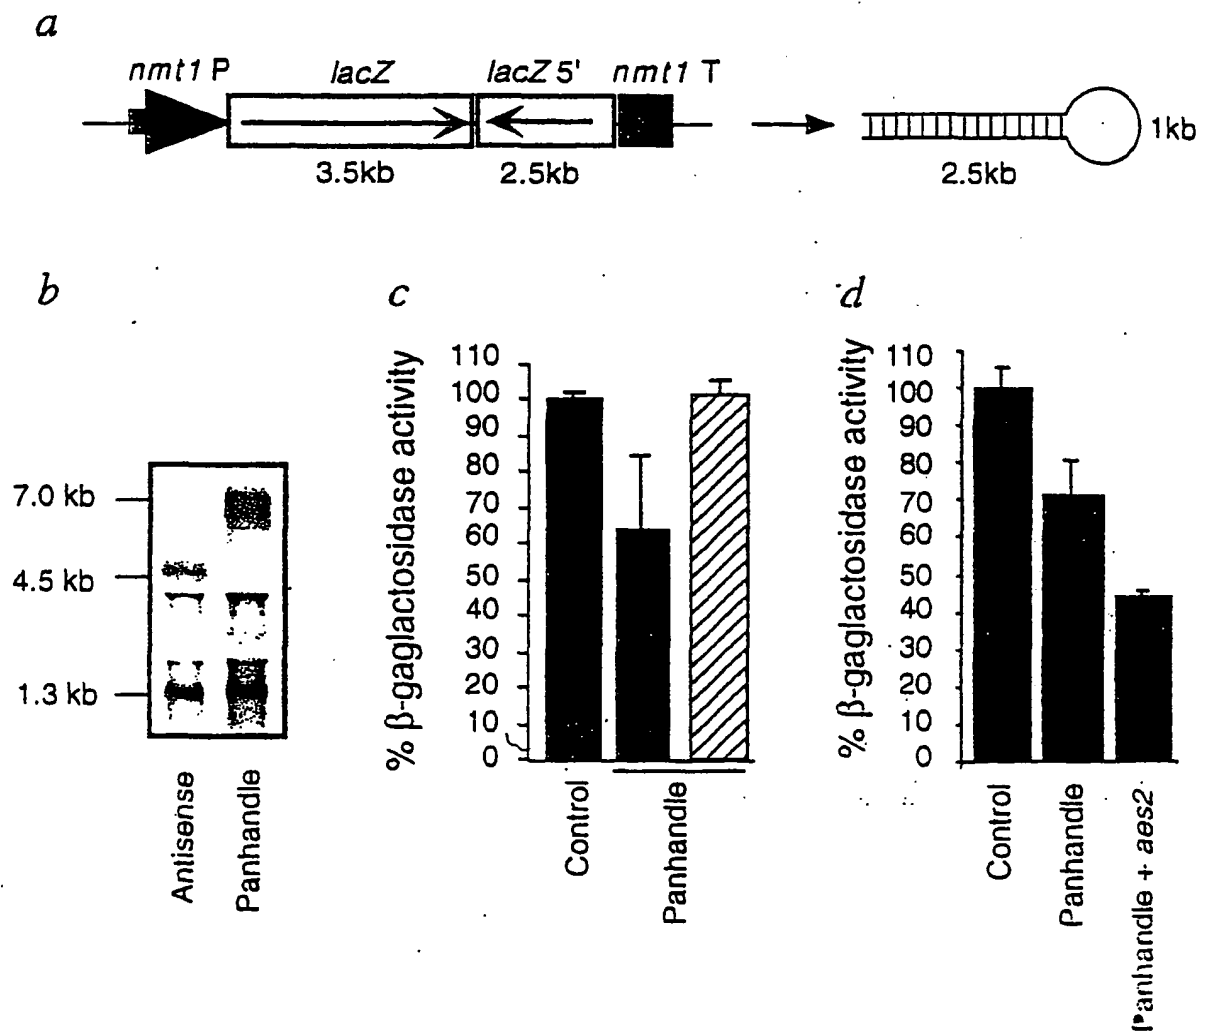 a
nmt1 P lacZ lacZ 5' nmt1 T
3.5kb 2.5kb
2.5kb
1kb
b
7.0 kb
4.5 kb
1.3 kb
Antisense
Panhandle
c
% β-gaglactosidase activity
110
100
90
80
70
60
50
40
30
20
10
0
Control
Panhandle
d
% β-gaglactosidase activity
110
100
90
80
70
60
50
40
30
20
10
0
Control
Panhandle
Panhandle + aes2